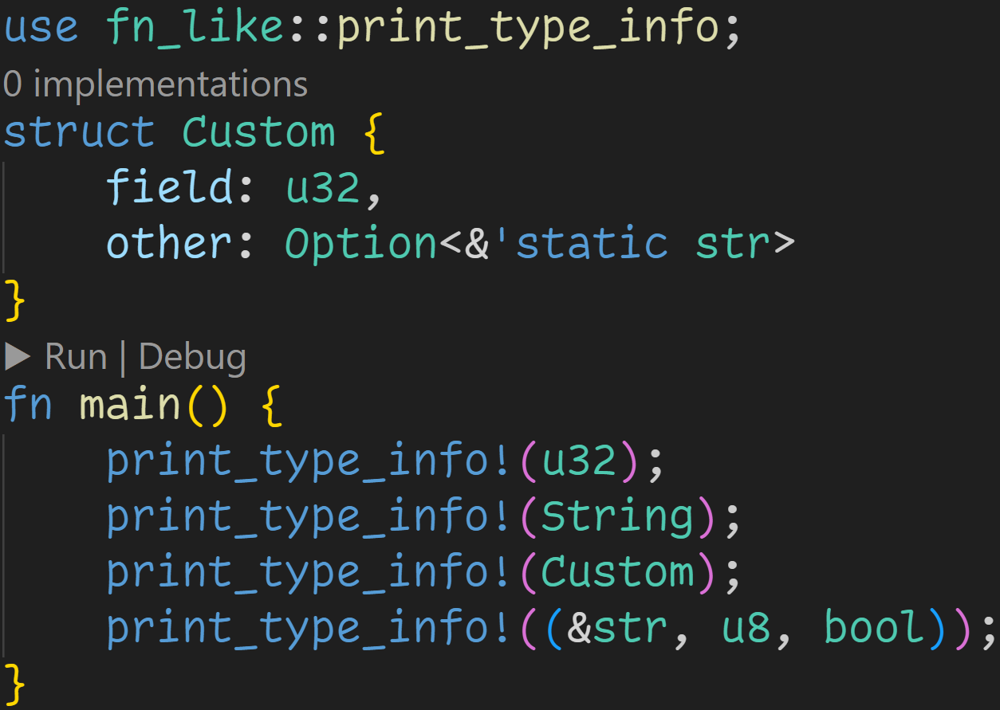 use fn_like::print_type_info;
0 implementations
struct Custom {
    field: u32,
    other: Option<&'static str>
}
▶ Run | Debug
fn main() {
    print_type_info!(u32);
    print_type_info!(String);
    print_type_info!(Custom);
    print_type_info!((&str, u8, bool));
}